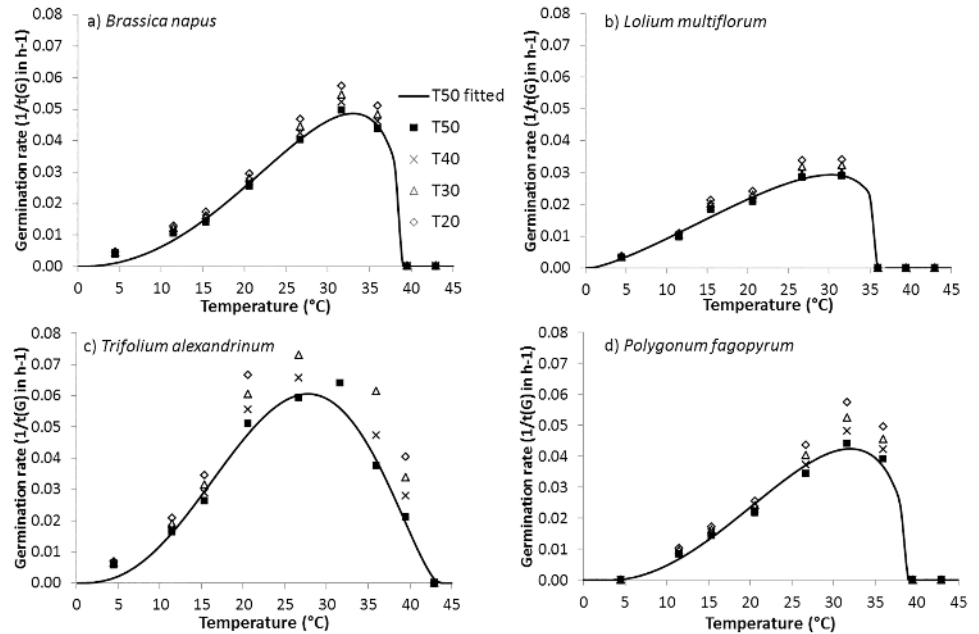 a) Brassica napus
Germination rate (1/t(G) in h-1)
0.08
0.07
0.06
0.05
0.04
0.03
0.02
0.01
0.00
0 5 10 15 20 25 30 35 40 45
Temperature (°C)
T50 fitted
T50
T40
T30
T20
b) Lolium multiflorum
Germination rate (1/t(G) in h-1)
0.08
0.07
0.06
0.05
0.04
0.03
0.02
0.01
0.00
0 5 10 15 20 25 30 35 40 45
Temperature (°C)
c) Trifolium alexandrinum
Germination rate (1/t(G) in h-1)
0.08
0.07
0.06
0.05
0.04
0.03
0.02
0.01
0.00
0 5 10 15 20 25 30 35 40 45
Temperature (°C)
d) Polygonum fagopyrum
Germination rate (1/t(G) in h-1)
0.08
0.07
0.06
0.05
0.04
0.03
0.02
0.01
0.00
0 5 10 15 20 25 30 35 40 45
Temperature (°C)